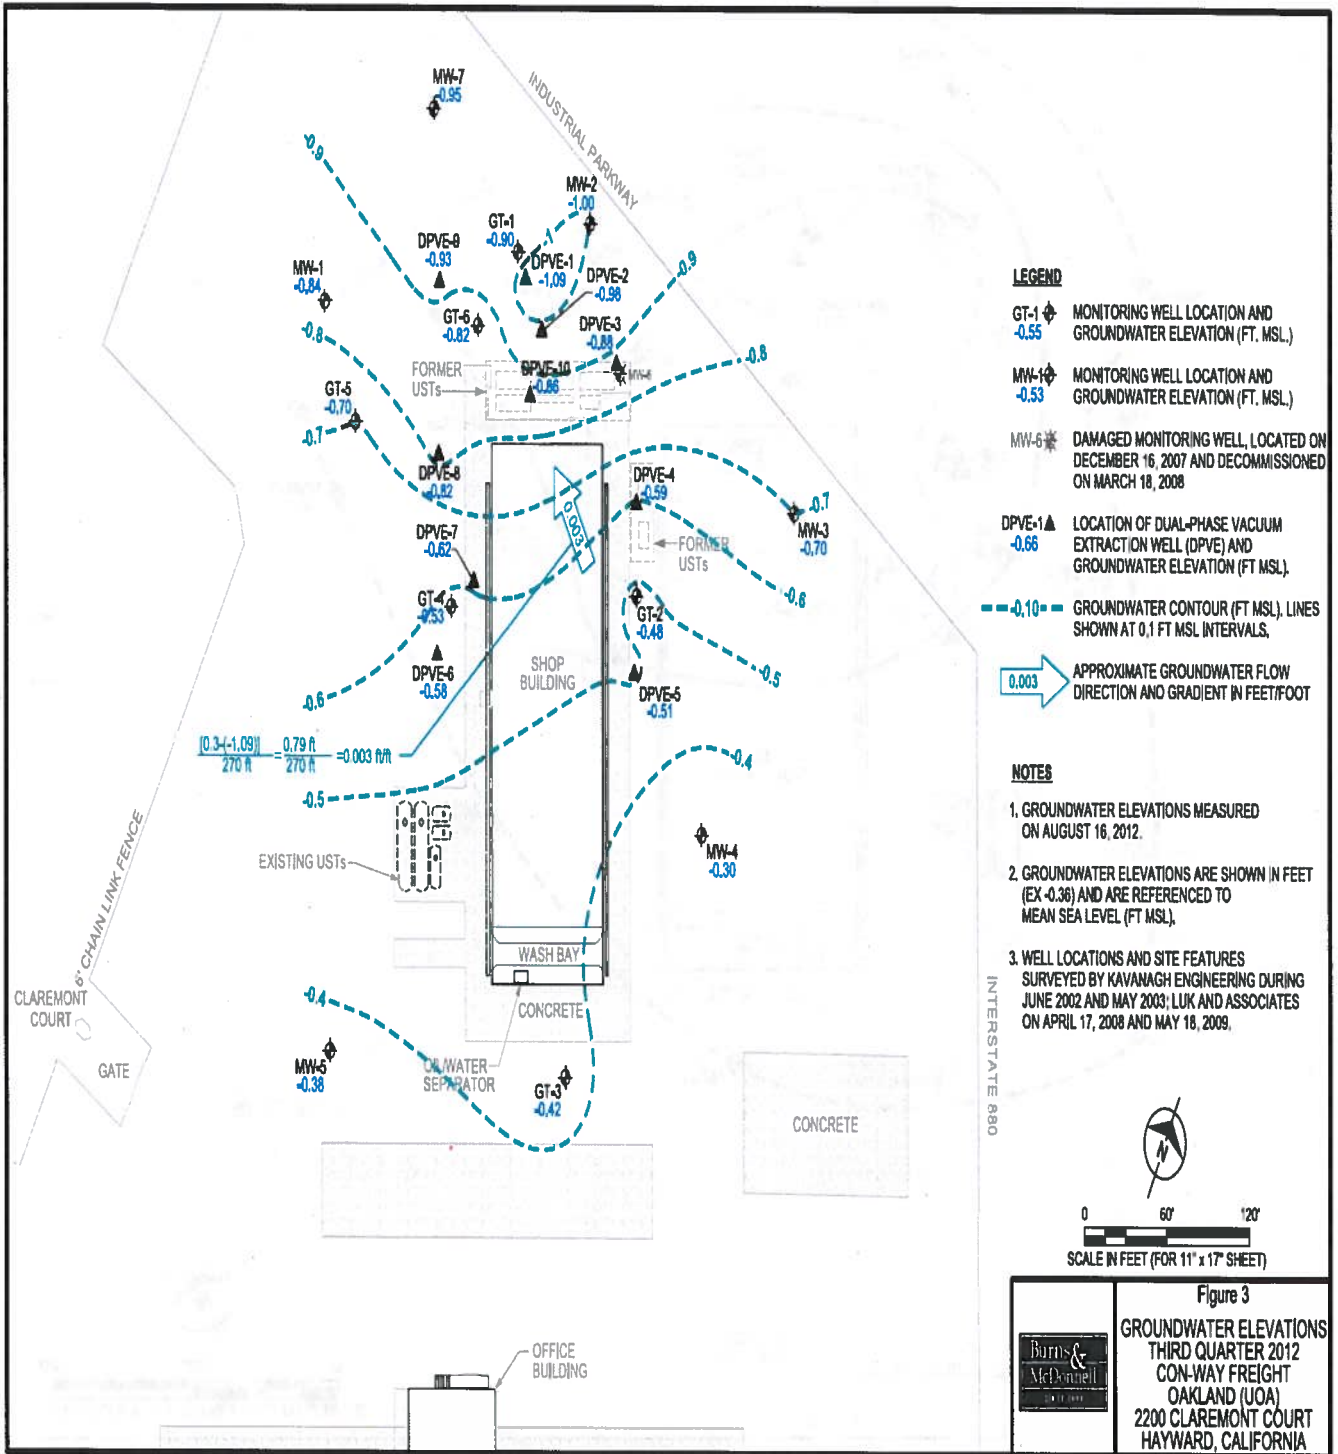 MW-7
-0.95
INDUSTRIAL PARKWAY
-0.9
MW-2
-1.00
GT-1
-0.90
-1
DPVE-9
-0.93
DPVE-1
-1.09
DPVE-2
-0.98
-0.9
MW-1
-0.84
GT-6
-0.82
DPVE-3
-0.88
-0.8
-0.8
FORMER
USTs
DPVE-10
-0.86
MW-6
GT-5
-0.70
-0.7
DPVE-8
-0.82
DPVE-4
-0.59
-0.7
MW-3
-0.70
0.003
DPVE-7
-0.62
FORMER
USTs
GT-4
-0.53
-0.6
GT-2
-0.48
DPVE-6
-0.58
SHOP
BUILDING
-0.5
DPVE-5
-0.51
-0.6
[0.3-(-1.09)]
270 ft
=
0.79 ft
270 ft
=0.003 ft/ft
-0.4
-0.5
EXISTING USTs
MW-4
-0.30
6' CHAIN LINK FENCE
WASH BAY
CLAREMONT
COURT
-0.4
CONCRETE
GATE
MW-5
-0.38
OIL/WATER
SEPARATOR
GT-3
-0.42
CONCRETE
INTERSTATE 880
OFFICE
BUILDING
LEGEND
GT-1
-0.55
MONITORING WELL LOCATION AND
GROUNDWATER ELEVATION (FT. MSL.)
MW-1
-0.53
MONITORING WELL LOCATION AND
GROUNDWATER ELEVATION (FT. MSL.)
MW-6
DAMAGED MONITORING WELL, LOCATED ON
DECEMBER 16, 2007 AND DECOMMISSIONED
ON MARCH 18, 2008
DPVE-1
-0.66
LOCATION OF DUAL-PHASE VACUUM
EXTRACTION WELL (DPVE) AND
GROUNDWATER ELEVATION (FT MSL).
-0.10
GROUNDWATER CONTOUR (FT MSL). LINES
SHOWN AT 0.1 FT MSL INTERVALS.
0.003
APPROXIMATE GROUNDWATER FLOW
DIRECTION AND GRADIENT IN FEET/FOOT
NOTES
1. GROUNDWATER ELEVATIONS MEASURED
ON AUGUST 16, 2012.
2. GROUNDWATER ELEVATIONS ARE SHOWN IN FEET
(EX -0.36) AND ARE REFERENCED TO
MEAN SEA LEVEL (FT MSL).
3. WELL LOCATIONS AND SITE FEATURES
SURVEYED BY KAVANAGH ENGINEERING DURING
JUNE 2002 AND MAY 2003; LUK AND ASSOCIATES
ON APRIL 17, 2008 AND MAY 18, 2009.
N
0 60' 120'
SCALE IN FEET (FOR 11" x 17" SHEET)
Burns &
McDonnell
Figure 3
GROUNDWATER ELEVATIONS
THIRD QUARTER 2012
CON-WAY FREIGHT
OAKLAND (UOA)
2200 CLAREMONT COURT
HAYWARD, CALIFORNIA